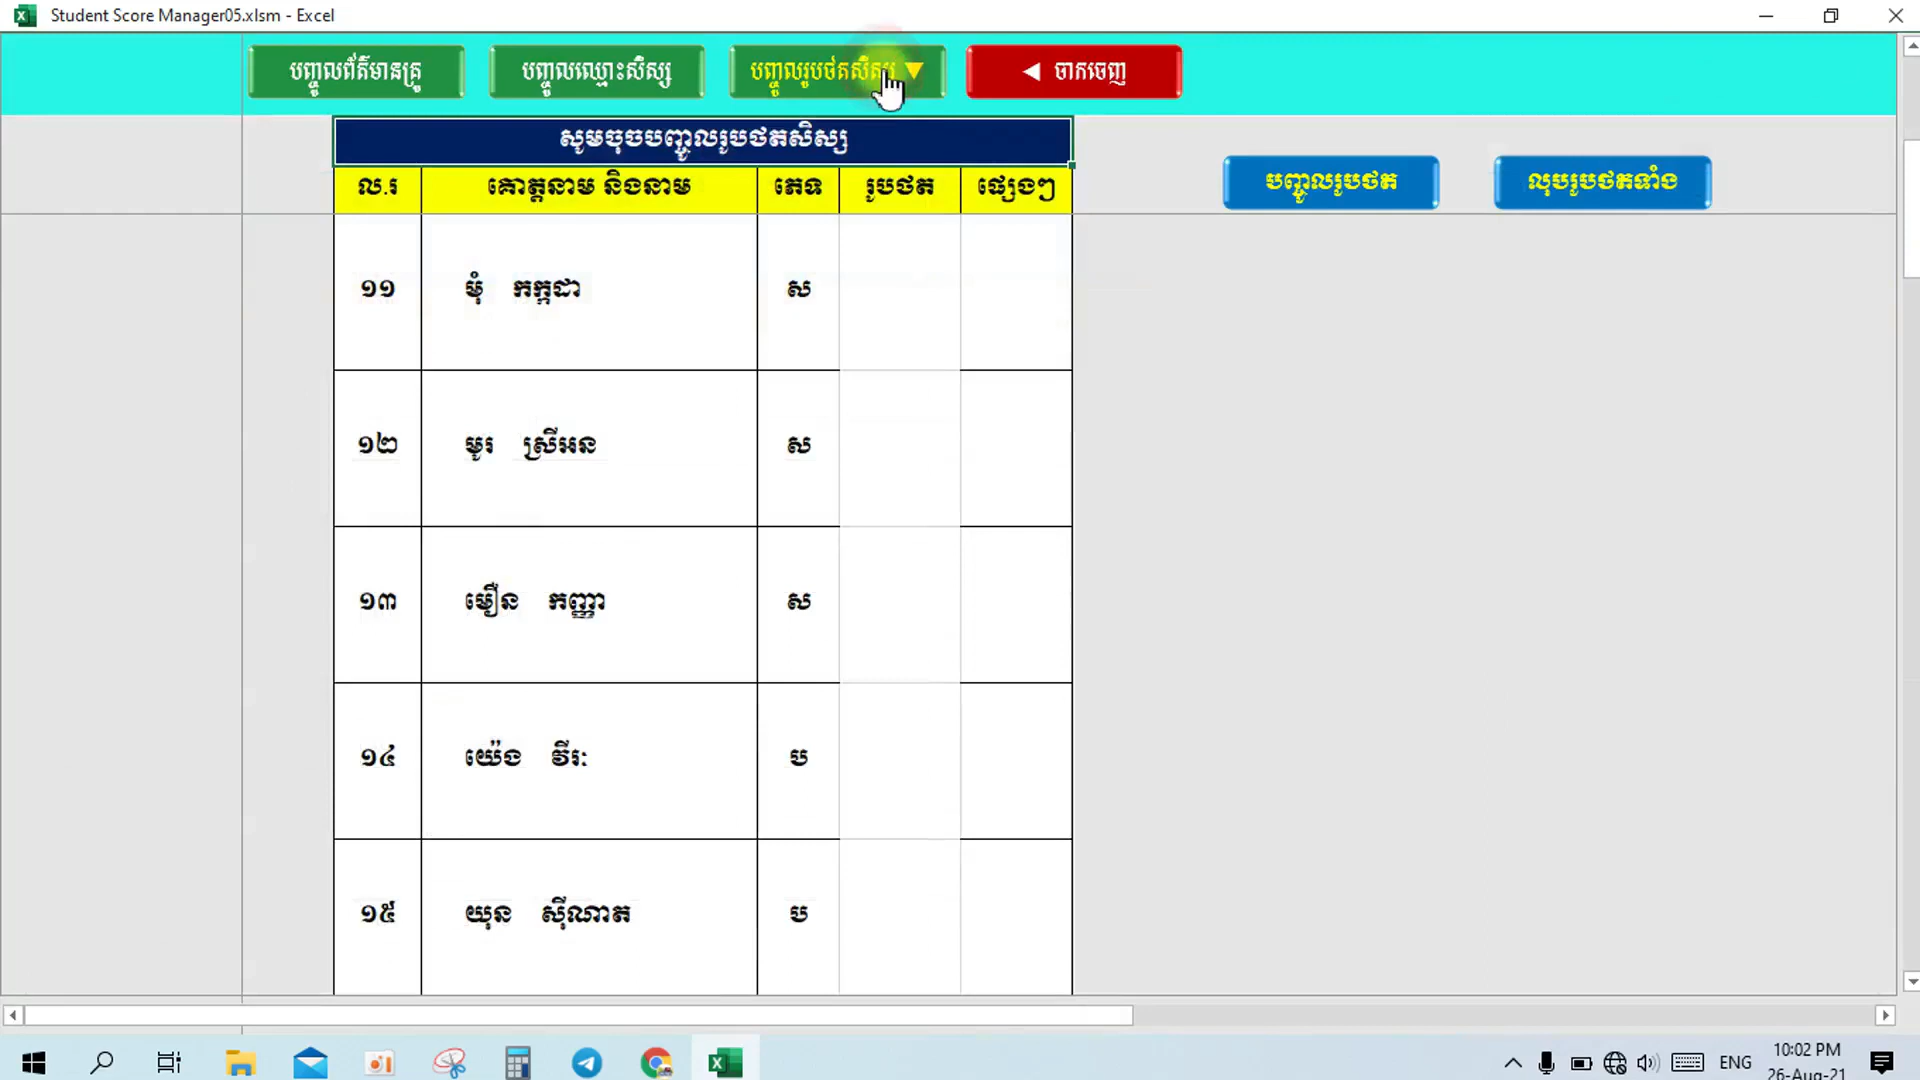 Student Score Manager05.xlsm - Excel
បញ្ចូលព័ត៌មានគ្រូ
បញ្ចូលឈ្មោះសិស្ស
បញ្ចូលរូបថត
◀ ចាកចេញ
សូមចុចបញ្ចូលរូបថតសិស្ស
ល.រ គោត្តនាម និងនាម ភេទ រូបថត ផ្សេងៗ
បញ្ចូលរូបថត
លុបរូបថតទាំង
១១ មុំ កក្កដា ស
១២ មូរ ស្រីអន ស
១៣ មឿន កញ្ញា ស
១៤ យ៉េង វីរៈ ប
១៥ យុន ស៊ីណាត ប
ENG
10:02 PM
26-Aug-21